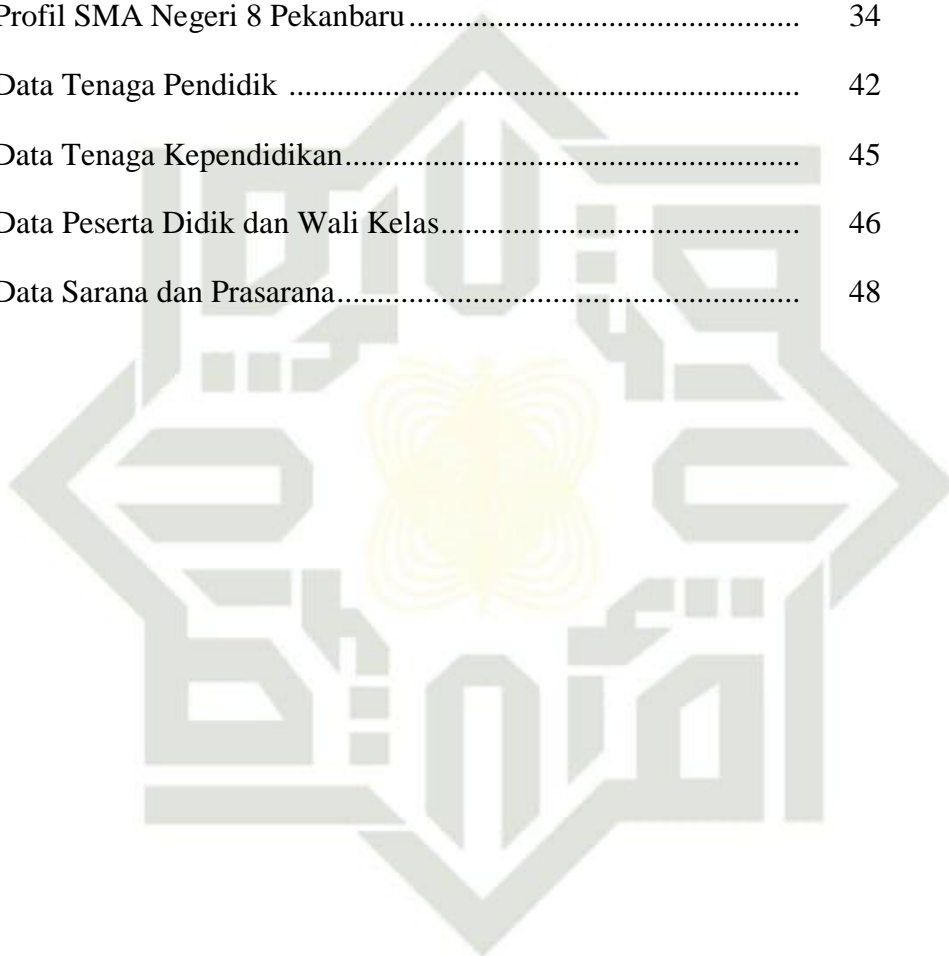 Profil SMA Negeri 8 Pekanbaru ................................................. 34
Data Tenaga Pendidik ............................................................... 42
Data Tenaga Kependidikan........................................................ 45
Data Peserta Didik dan Wali Kelas............................................ 46
Data Sarana dan Prasarana......................................................... 48